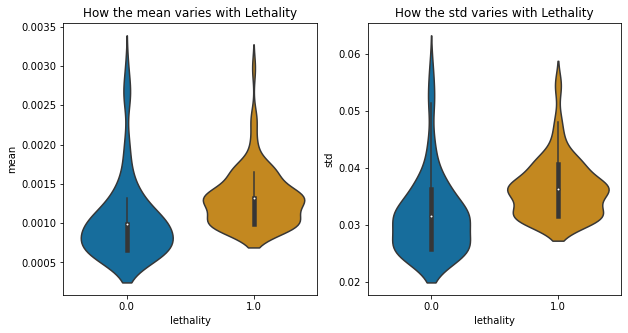 How the mean varies with Lethality
mean
0.0035
0.0030
0.0025
0.0020
0.0015
0.0010
0.0005
0.0
1.0
lethality
How the std varies with Lethality
std
0.06
0.05
0.04
0.03
0.02
0.0
1.0
lethality